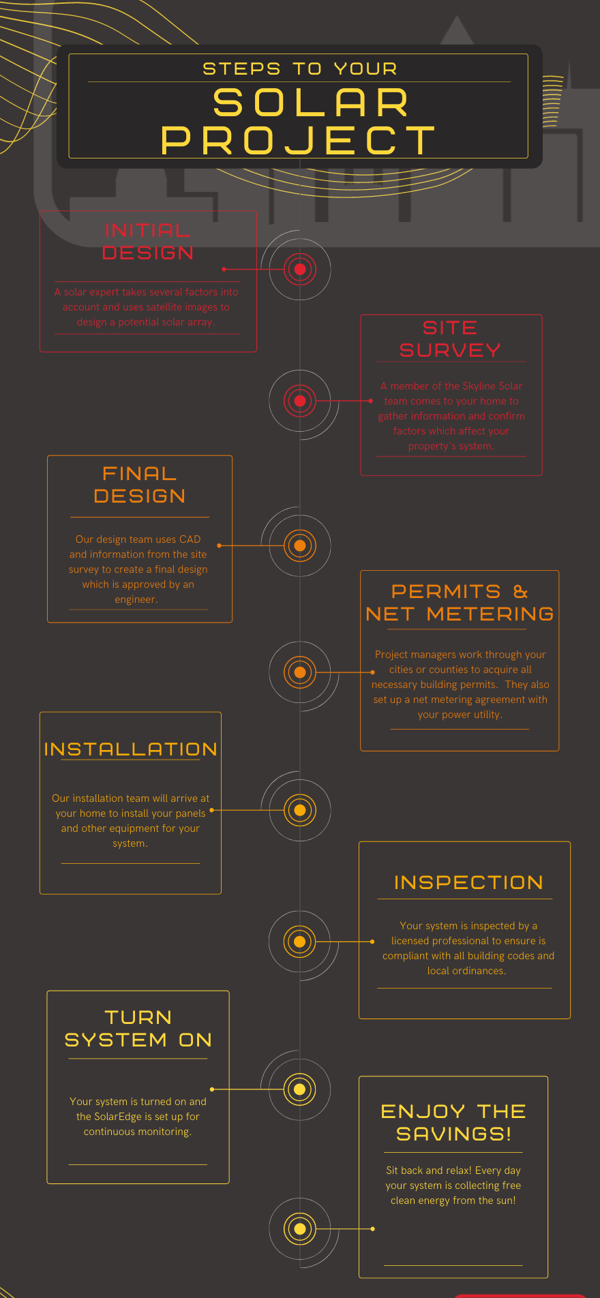 STEPS TO YOUR
SOLAR
PROJECT
INITIAL
DESIGN
A solar expert takes several factors into
account and uses satellite images to
design a potential solar array.
SITE
SURVEY
A member of the Skyline Solar
team comes to your home to
gather information and confirm
factors which affect your
property's system.
FINAL
DESIGN
Our design team uses CAD
and information from the site
survey to create a final design
which is approved by an
engineer.
PERMITS &
NET METERING
Project managers work through your
cities or counties to acquire all
necessary building permits.  They also
set up a net metering agreement with
your power utility.
INSTALLATION
Our installation team will arrive at
your home to install your panels
and other equipment for your
system.
INSPECTION
Your system is inspected by a
licensed professional to ensure is
compliant with all building codes and
local ordinances.
TURN
SYSTEM ON
Your system is turned on and
the SolarEdge is set up for
continuous monitoring.
ENJOY THE
SAVINGS!
Sit back and relax! Every day
your system is collecting free
clean energy from the sun!